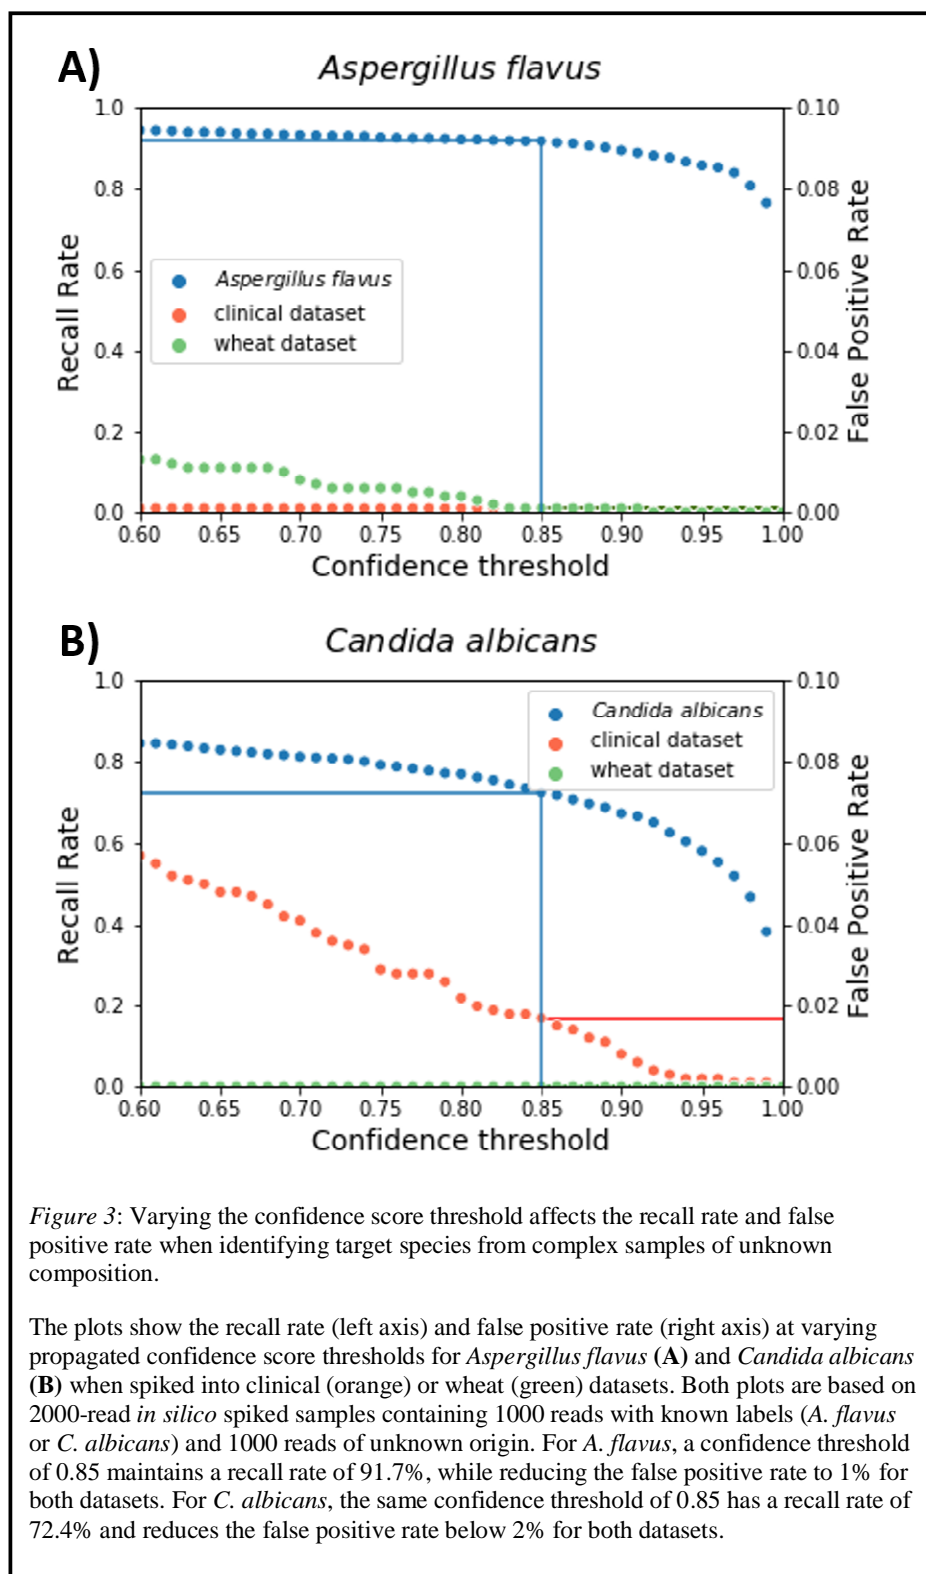 A)
Aspergillus flavus
1.0
0.8
0.6
0.4
0.2
0.0
Recall Rate
0.10
0.08
0.06
0.04
0.02
0.00
False Positive Rate
Aspergillus flavus
clinical dataset
wheat dataset
0.60 0.65 0.70 0.75 0.80 0.85 0.90 0.95 1.00
Confidence threshold
B)
Candida albicans
1.0
0.8
0.6
0.4
0.2
0.0
Recall Rate
0.10
0.08
0.06
0.04
0.02
0.00
False Positive Rate
Candida albicans
clinical dataset
wheat dataset
0.60 0.65 0.70 0.75 0.80 0.85 0.90 0.95 1.00
Confidence threshold
Figure 3: Varying the confidence score threshold affects the recall rate and false
positive rate when identifying target species from complex samples of unknown
composition.
The plots show the recall rate (left axis) and false positive rate (right axis) at varying
propagated confidence score thresholds for Aspergillus flavus (A) and Candida albicans
(B) when spiked into clinical (orange) or wheat (green) datasets. Both plots are based on
2000-read in silico spiked samples containing 1000 reads with known labels (A. flavus
or C. albicans) and 1000 reads of unknown origin. For A. flavus, a confidence threshold
of 0.85 maintains a recall rate of 91.7%, while reducing the false positive rate to 1% for
both datasets. For C. albicans, the same confidence threshold of 0.85 has a recall rate of
72.4% and reduces the false positive rate below 2% for both datasets.